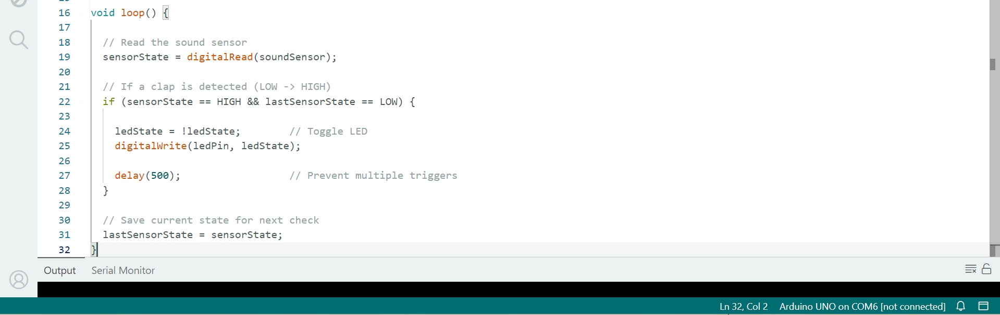 16 void loop() {
17
18 // Read the sound sensor
19 sensorState = digitalRead(soundSensor);
20
21 // If a clap is detected (LOW -> HIGH)
22 if (sensorState == HIGH && lastSensorState == LOW) {
23
24 ledState = !ledState; // Toggle LED
25 digitalWrite(ledPin, ledState);
26
27 delay(500); // Prevent multiple triggers
28 }
29
30 // Save current state for next check
31 lastSensorState = sensorState;
32 }
Output Serial Monitor
Ln 32, Col 2 Arduino UNO on COM6 [not connected]